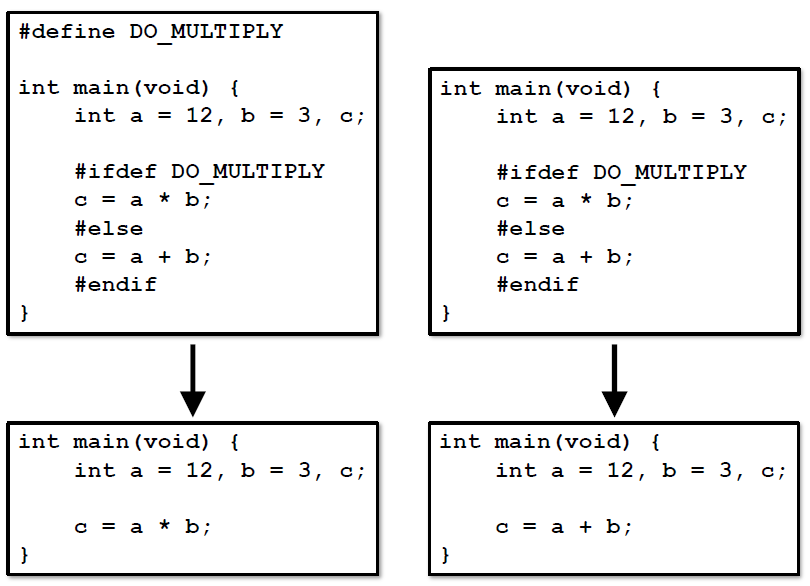 #define DO_MULTIPLY
int main(void) {
    int a = 12, b = 3, c;
    #ifdef DO_MULTIPLY
    c = a * b;
    #else
    c = a + b;
    #endif
}
int main(void) {
    int a = 12, b = 3, c;
    #ifdef DO_MULTIPLY
    c = a * b;
    #else
    c = a + b;
    #endif
}
int main(void) {
    int a = 12, b = 3, c;
    c = a * b;
}
int main(void) {
    int a = 12, b = 3, c;
    c = a + b;
}